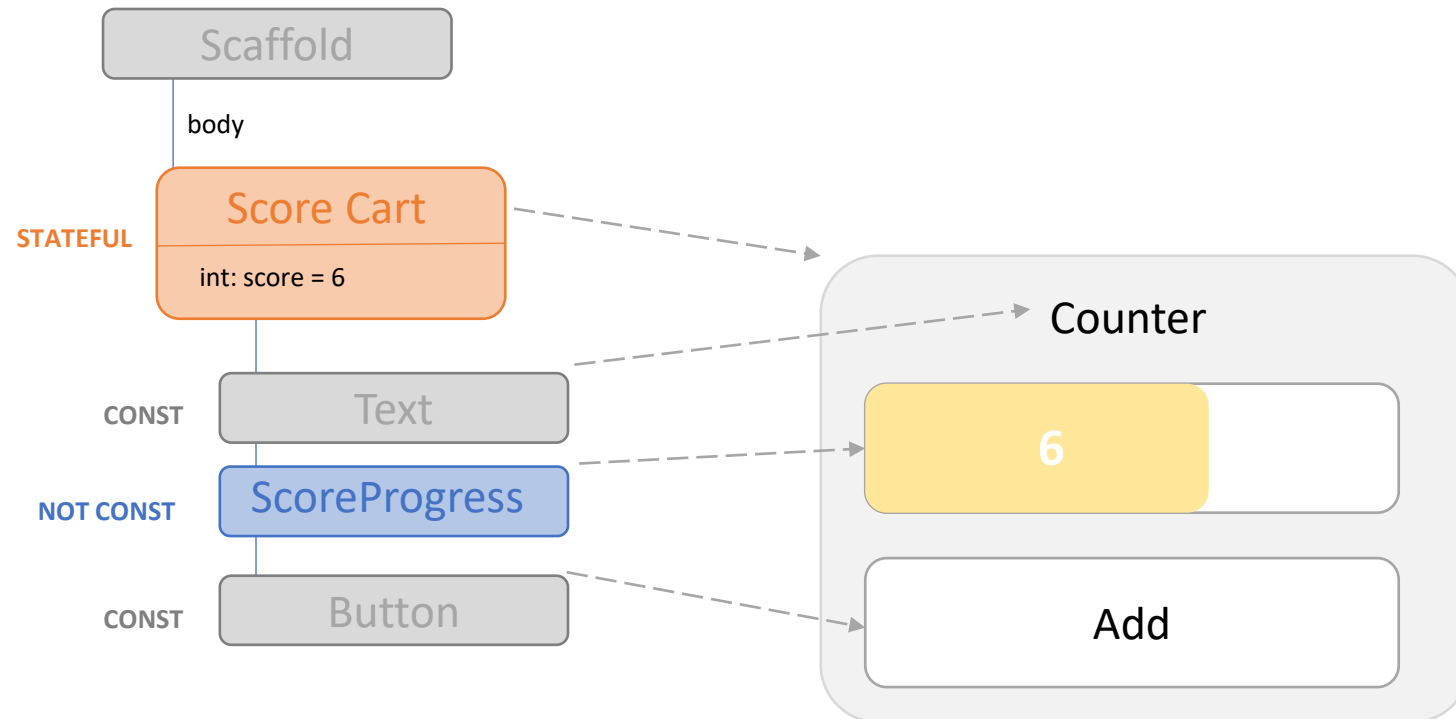 Scaffold
body
Score Cart
STATEFUL
int: score = 6
CONST
Text
NOT CONST
ScoreProgress
CONST
Button
Counter
6
Add